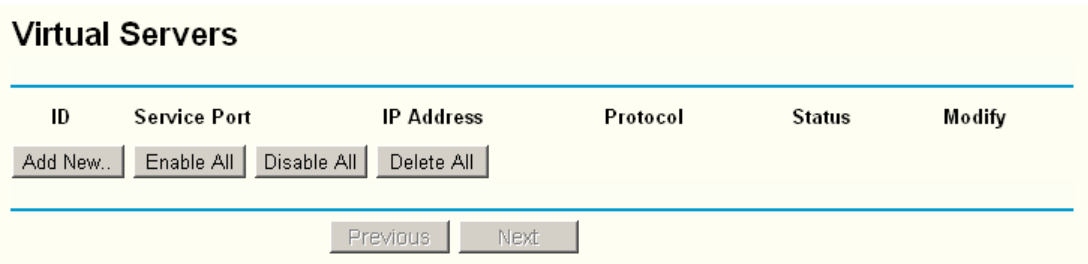 Virtual Servers
ID Service Port IP Address Protocol Status Modify
Add New.. Enable All Disable All Delete All
Previous Next